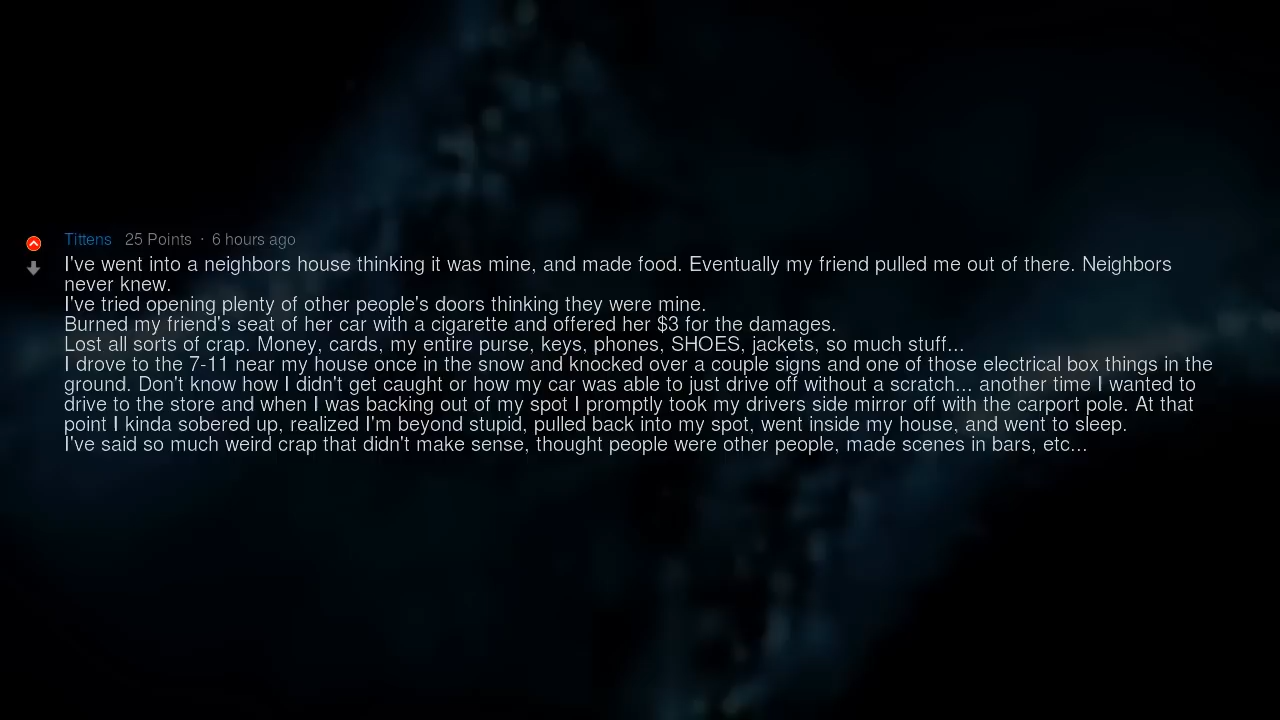 Tittens 25 Points · 6 hours ago
I've went into a neighbors house thinking it was mine, and made food. Eventually my friend pulled me out of there. Neighbors
never knew.
I've tried opening plenty of other people's doors thinking they were mine.
Burned my friend's seat of her car with a cigarette and offered her $3 for the damages.
Lost all sorts of crap. Money, cards, my entire purse, keys, phones, SHOES, jackets, so much stuff...
I drove to the 7-11 near my house once in the snow and knocked over a couple signs and one of those electrical box things in the
ground. Don't know how I didn't get caught or how my car was able to just drive off without a scratch... another time I wanted to
drive to the store and when I was backing out of my spot I promptly took my drivers side mirror off with the carport pole. At that
point I kinda sobered up, realized I'm beyond stupid, pulled back into my spot, went inside my house, and went to sleep.
I've said so much weird crap that didn't make sense, thought people were other people, made scenes in bars, etc...